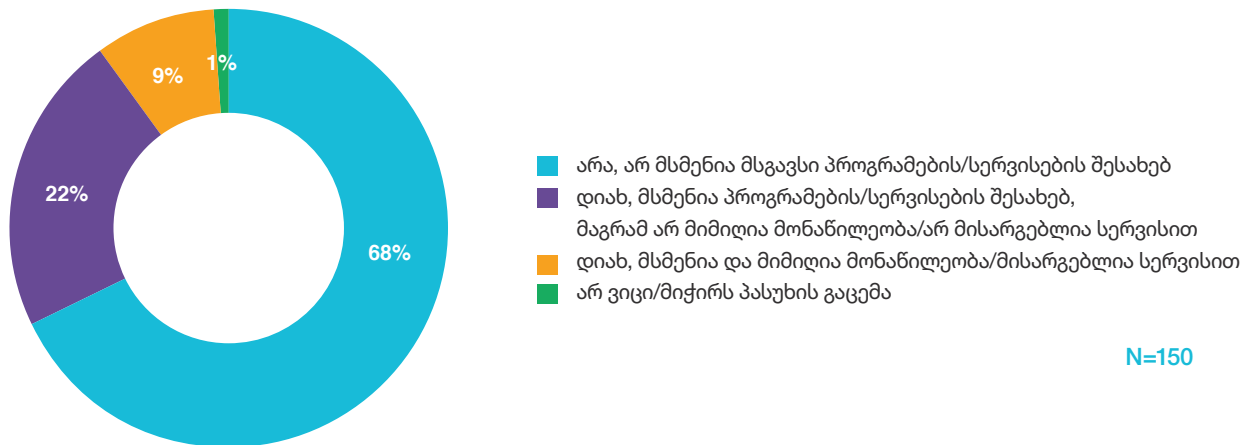 1%
9%
22%
68%
არა, არ მსმენია მსგავსი პროგრამების/სერვისების შესახებ
დიახ, მსმენია პროგრამების/სერვისების შესახებ,
მაგრამ არ მიმიღია მონაწილეობა/არ მისარგებლია სერვისით
დიახ, მსმენია და მიმიღია მონაწილეობა/მისარგებლია სერვისით
არ ვიცი/მიჭირს პასუხის გაცემა
N=150